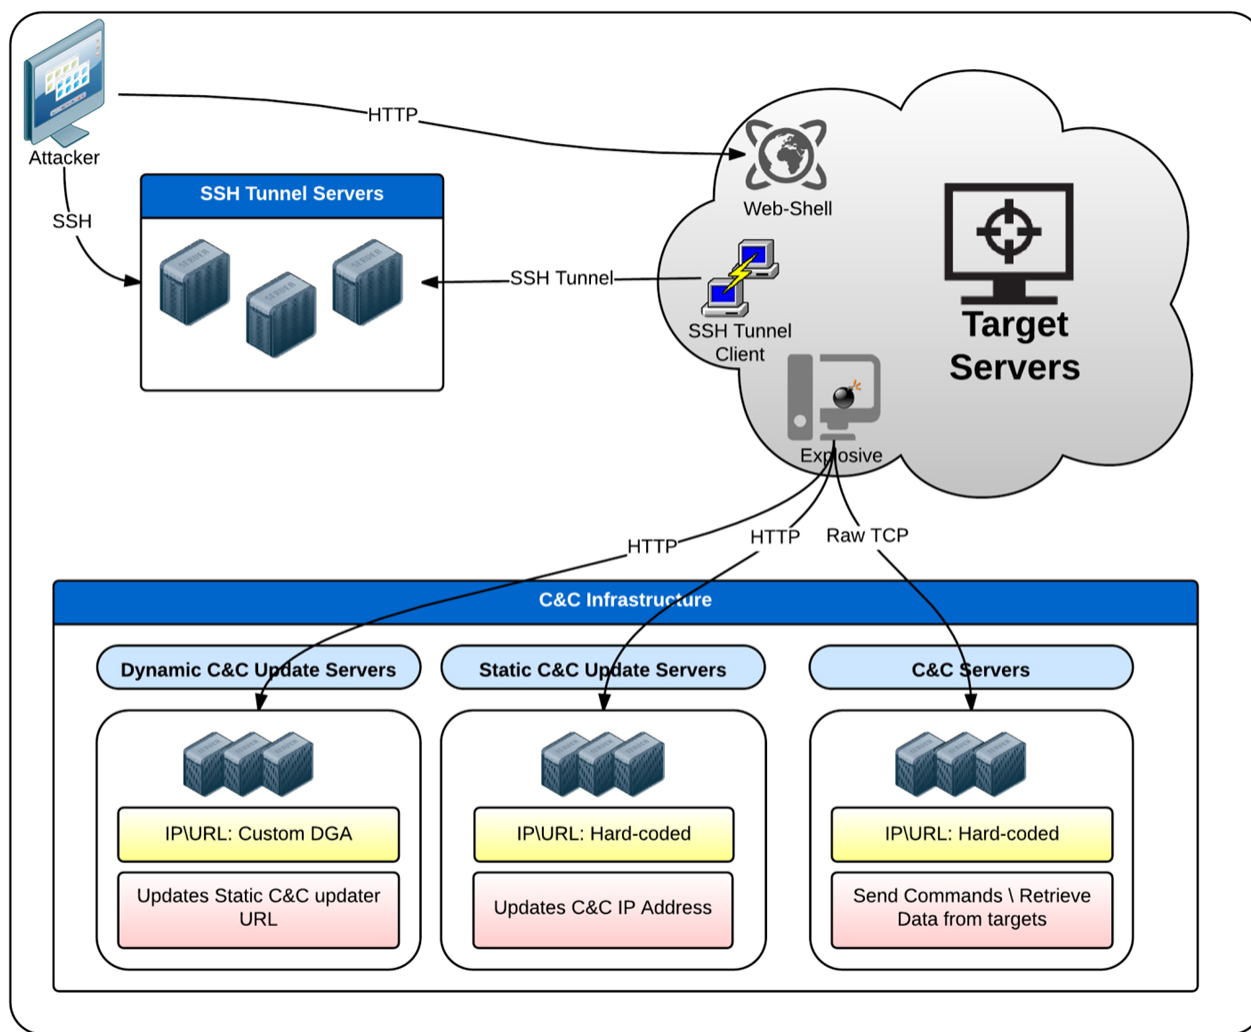 Attacker
HTTP
SSH
SSH Tunnel Servers
SSH Tunnel
Web-Shell
SSH Tunnel
Client
Explosive
Target
Servers
HTTP
HTTP
Raw TCP
C&C Infrastructure
Dynamic C&C Update Servers
IP\URL: Custom DGA
Updates Static C&C updater
URL
Static C&C Update Servers
IP\URL: Hard-coded
Updates C&C IP Address
C&C Servers
IP\URL: Hard-coded
Send Commands \ Retrieve
Data from targets